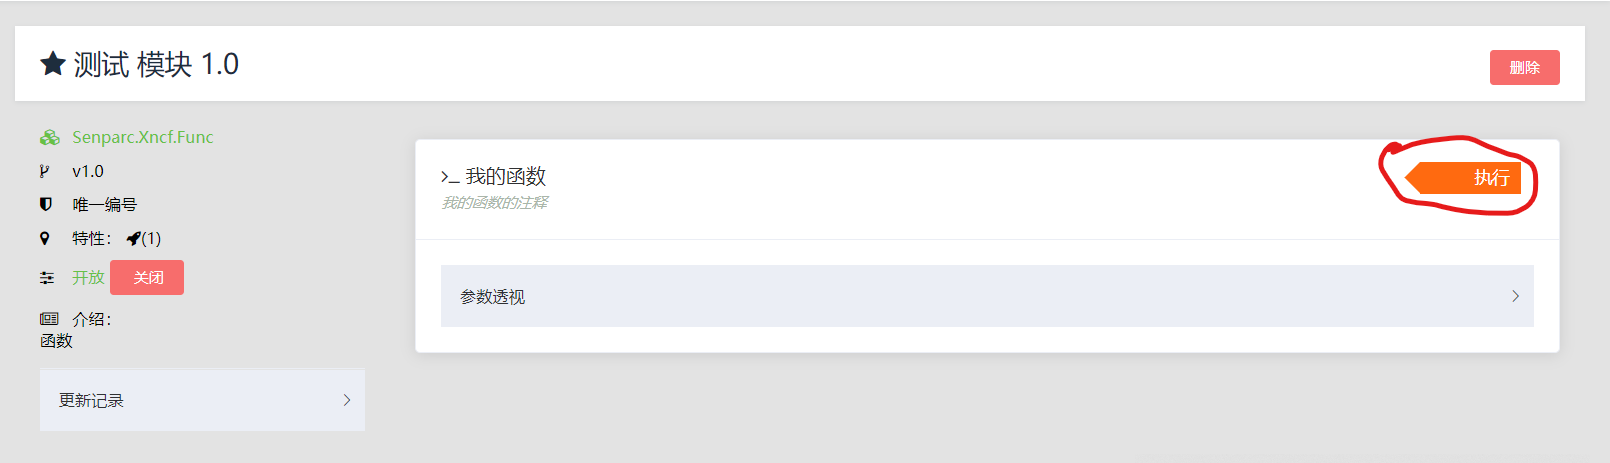 测试 模块 1.0
删除
Senparc.Xncf.Func
v1.0
唯一编号
特性： (1)
开放 关闭
介绍：
函数
更新记录
>_ 我的函数
执行
我的函数的注释
参数透视